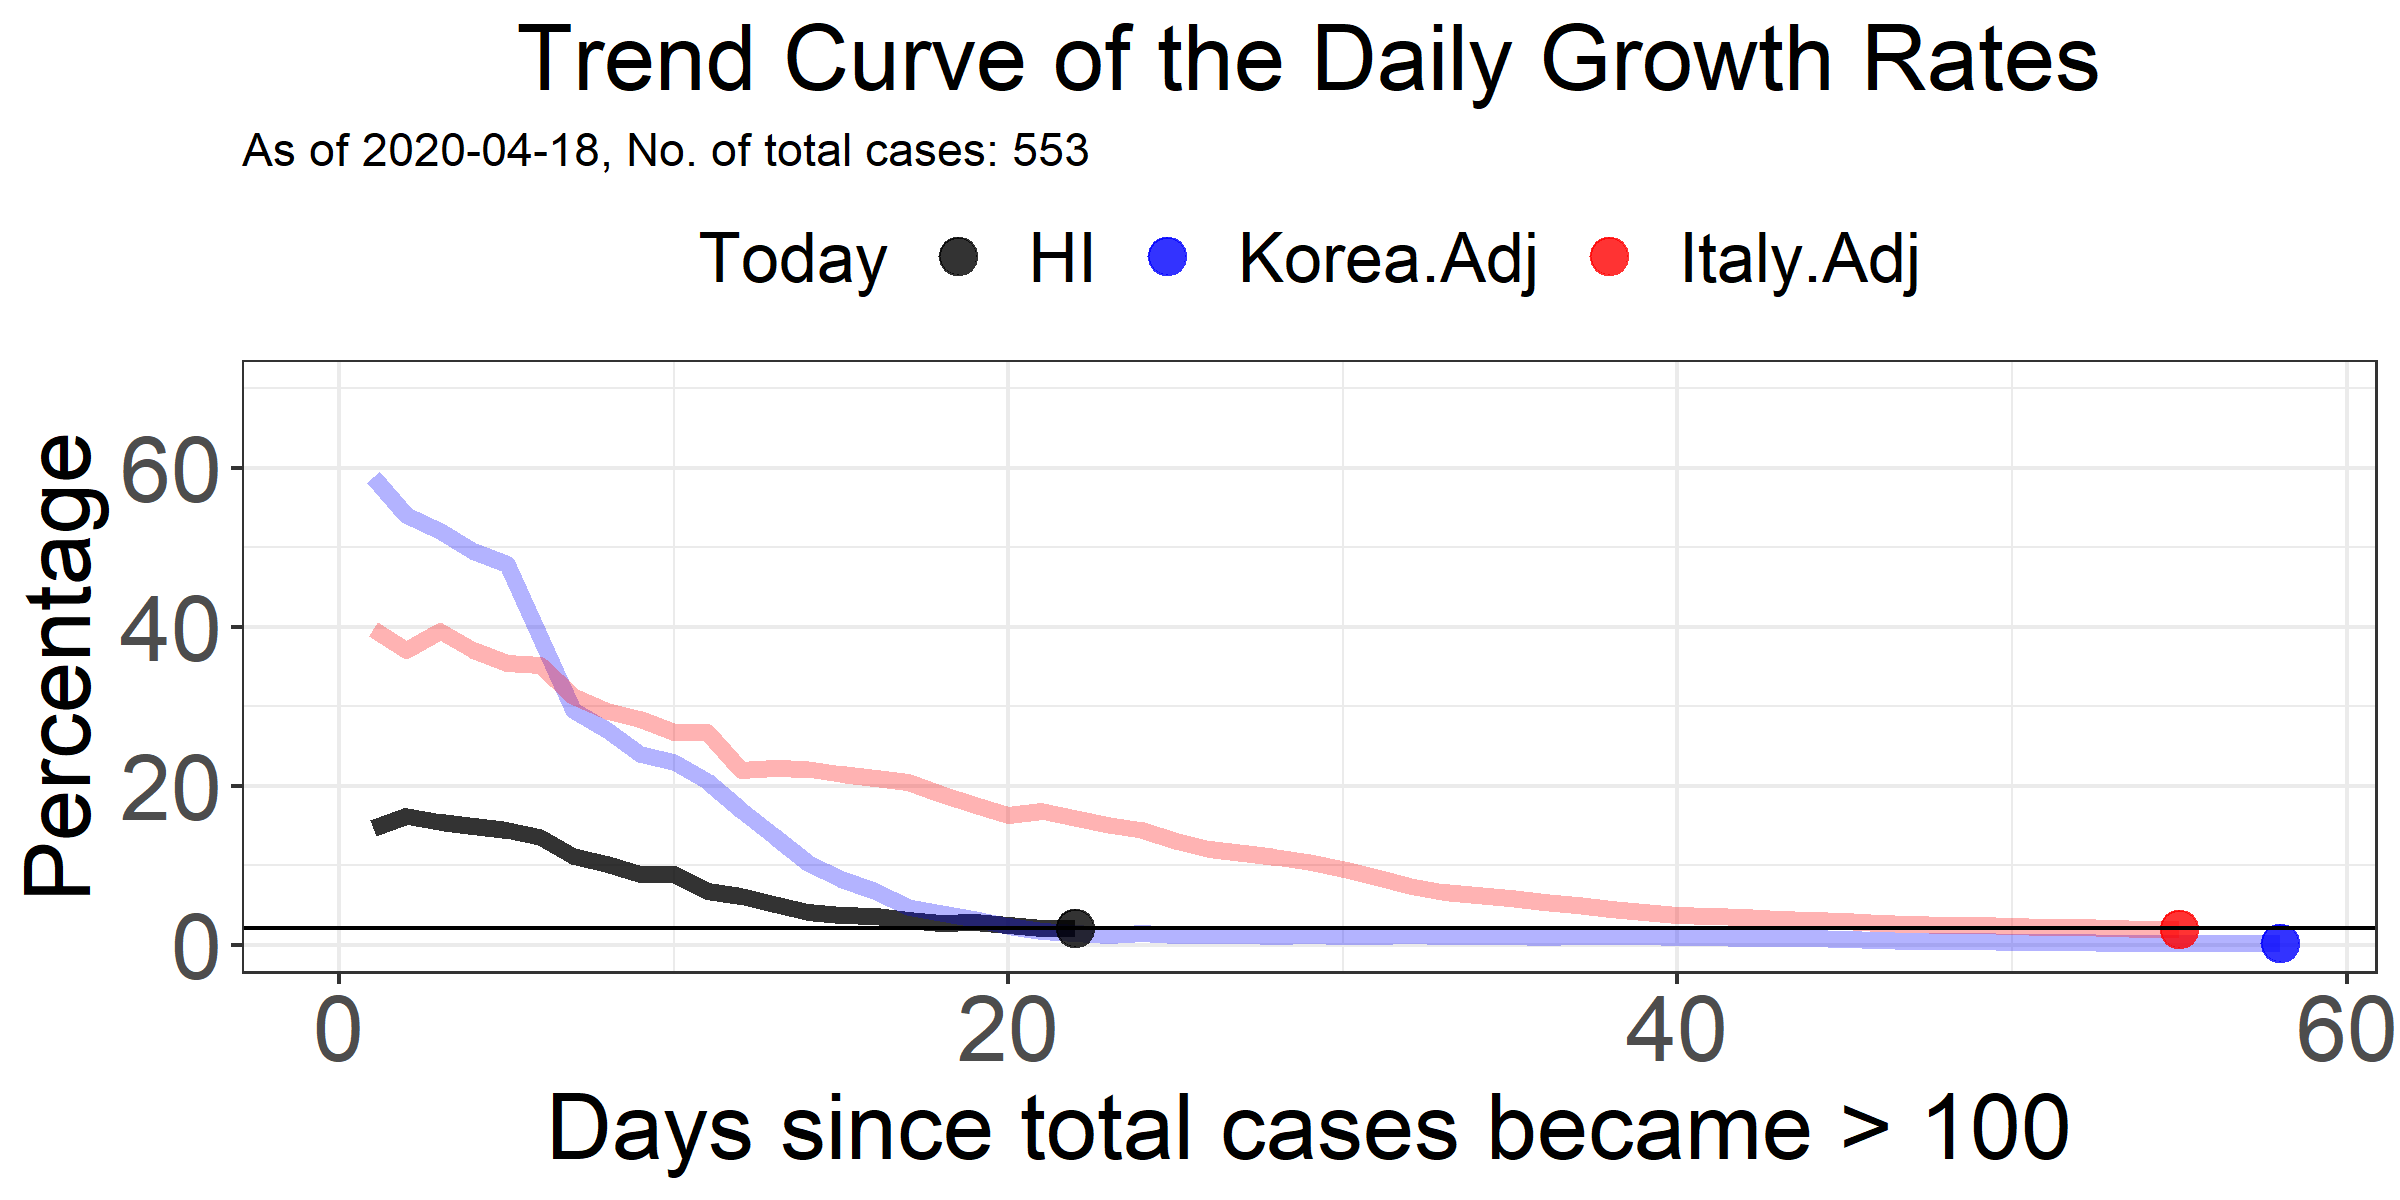 Trend Curve of the Daily Growth Rates
As of 2020-04-18, No. of total cases: 553
Today HI Korea.Adj Italy.Adj
Percentage
60
40
20
0
0 20 40 60
Days since total cases became > 100